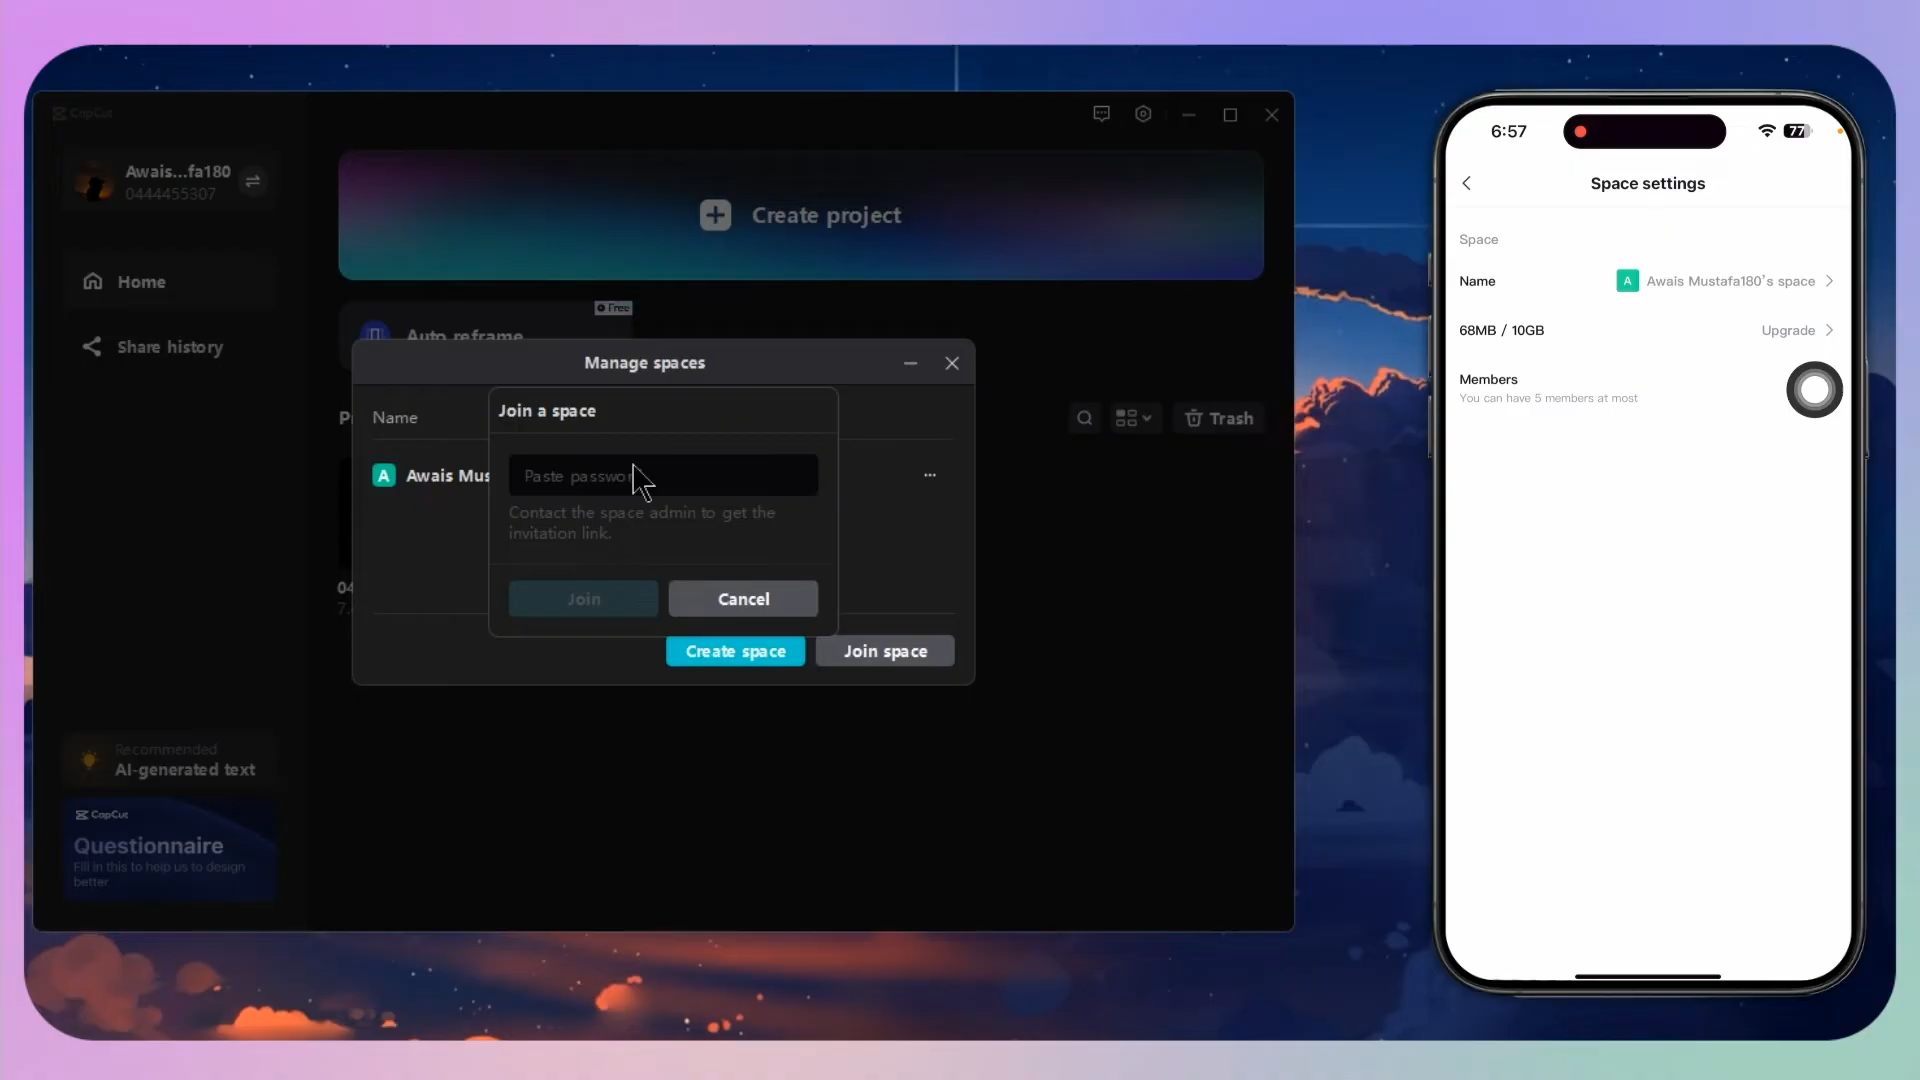 CapCut
Awais...fa180
0444455307
Home
Share history
Recommended
AI-generated text
CapCut
Questionnaire
Fill in this to help us to design
better
Create project
Free
Auto reframe
Trash
Manage spaces
Name
A Awais Mus
...
Join a space
Paste passwor
Contact the space admin to get the
invitation link.
Join
Cancel
Create space
Join space
04
6:57
77
Space settings
Space
Name
A Awais Mustafa180's space
68MB / 10GB
Upgrade
Members
You can have 5 members at most